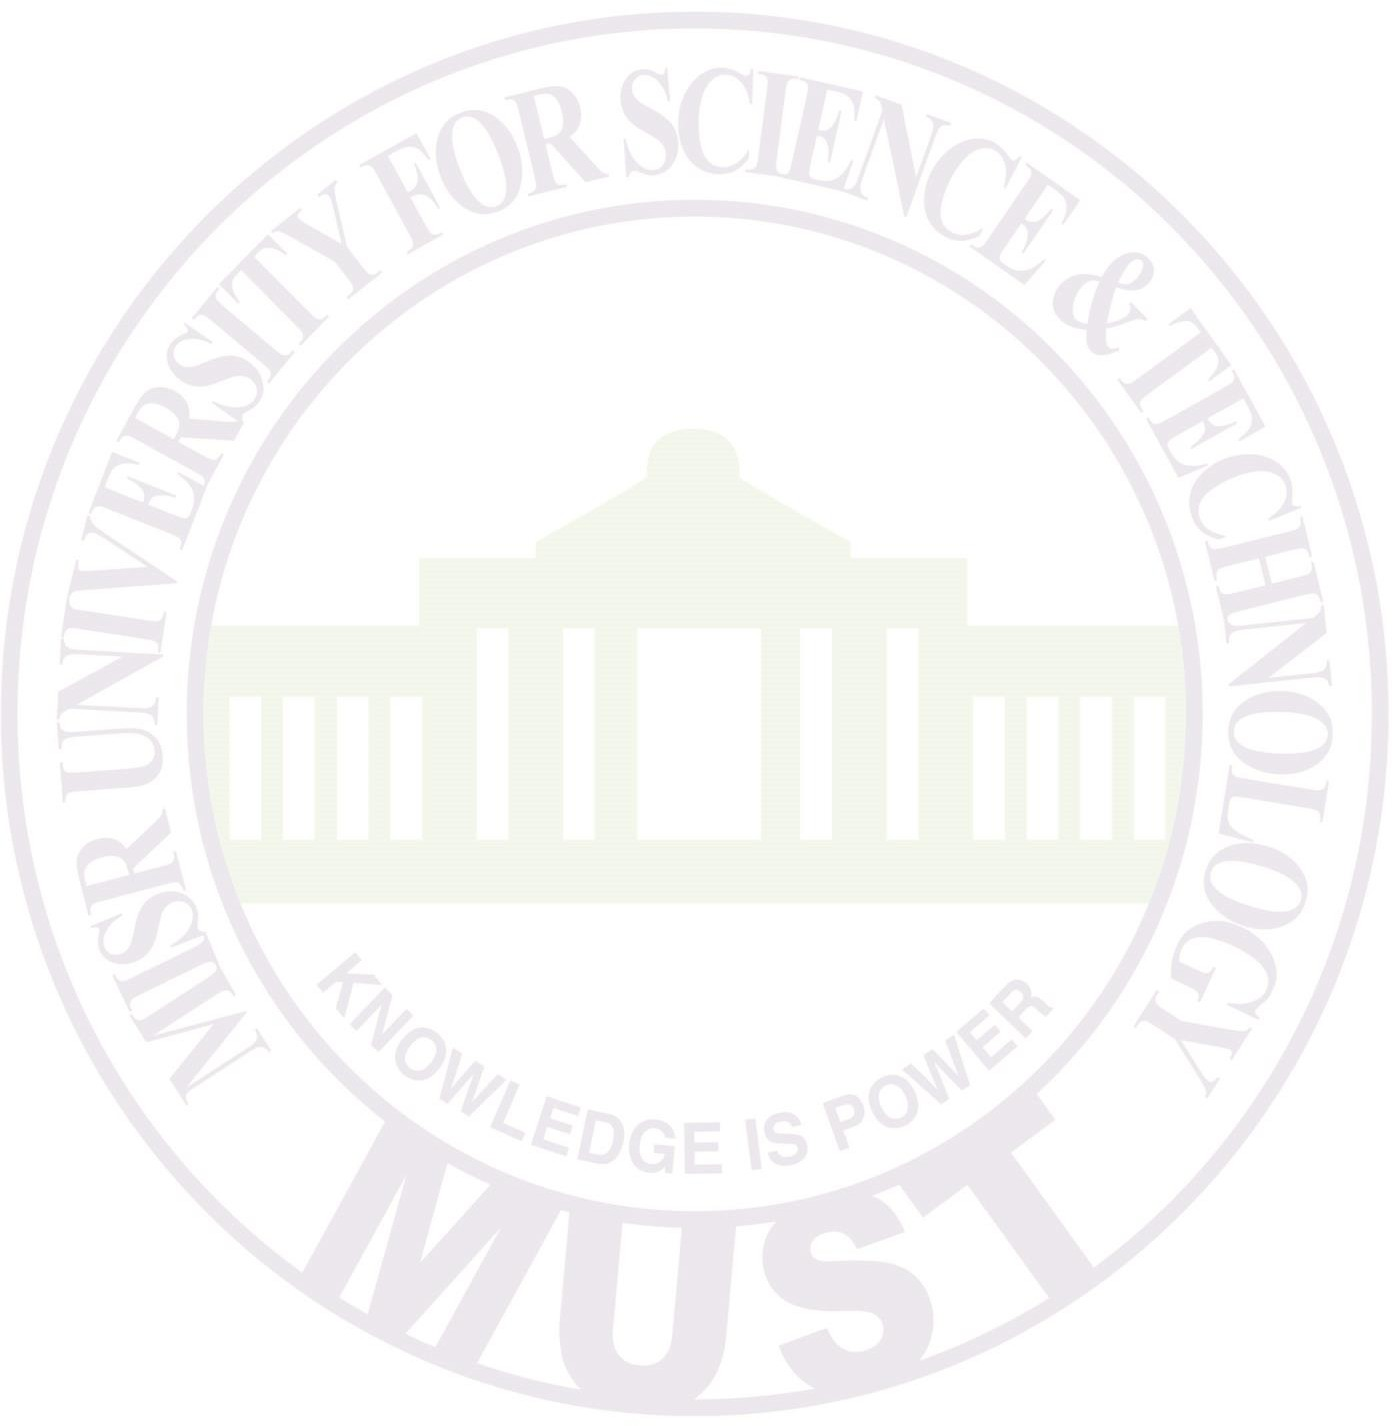 MISR UNIVERSITY FOR SCIENCE & TECHNOLOGY
KNOWLEDGE IS POWER
MUST